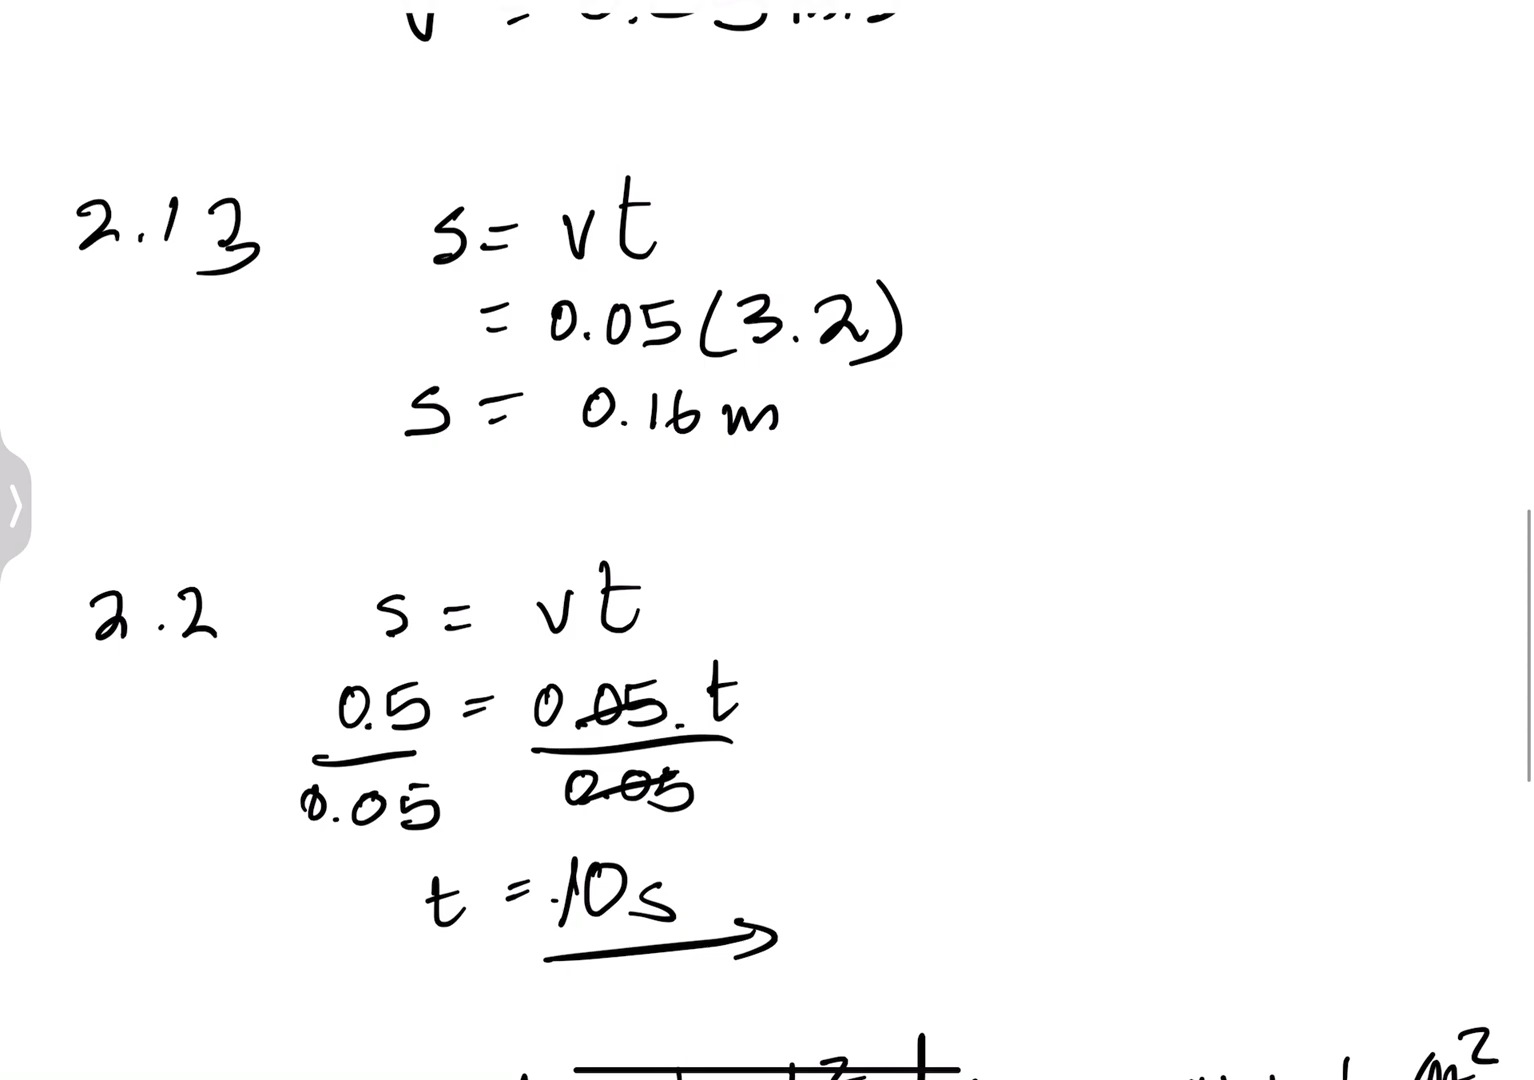 2.13 s = vt
= 0.05(3.2)
s = 0.16 m
2.2 s = vt
0.5 = 0.05. t
0.05 0.05
t = 10s
m²